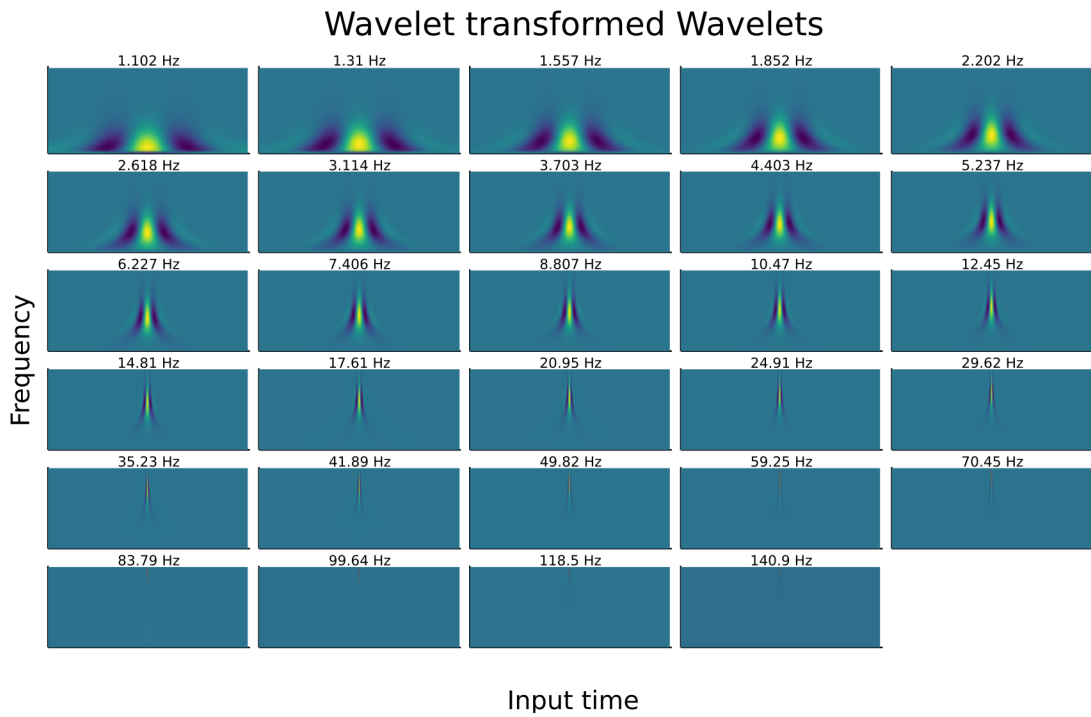 Wavelet transformed Wavelets
1.102 Hz 1.31 Hz 1.557 Hz 1.852 Hz 2.202 Hz
2.618 Hz 3.114 Hz 3.703 Hz 4.403 Hz 5.237 Hz
6.227 Hz 7.406 Hz 8.807 Hz 10.47 Hz 12.45 Hz
14.81 Hz 17.61 Hz 20.95 Hz 24.91 Hz 29.62 Hz
35.23 Hz 41.89 Hz 49.82 Hz 59.25 Hz 70.45 Hz
83.79 Hz 99.64 Hz 118.5 Hz 140.9 Hz
Frequency
Input time